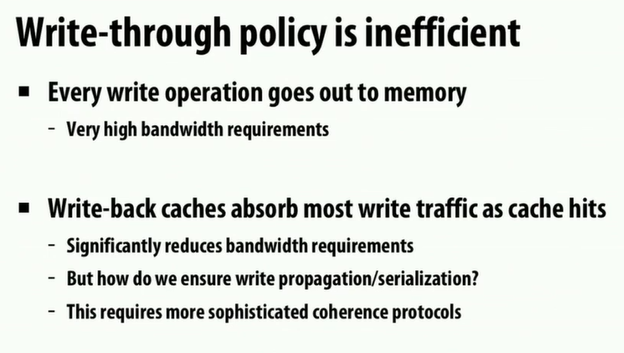 Write-through policy is inefficient
■ Every write operation goes out to memory
- Very high bandwidth requirements
■ Write-back caches absorb most write traffic as cache hits
- Significantly reduces bandwidth requirements
- But how do we ensure write propagation/serialization?
- This requires more sophisticated coherence protocols